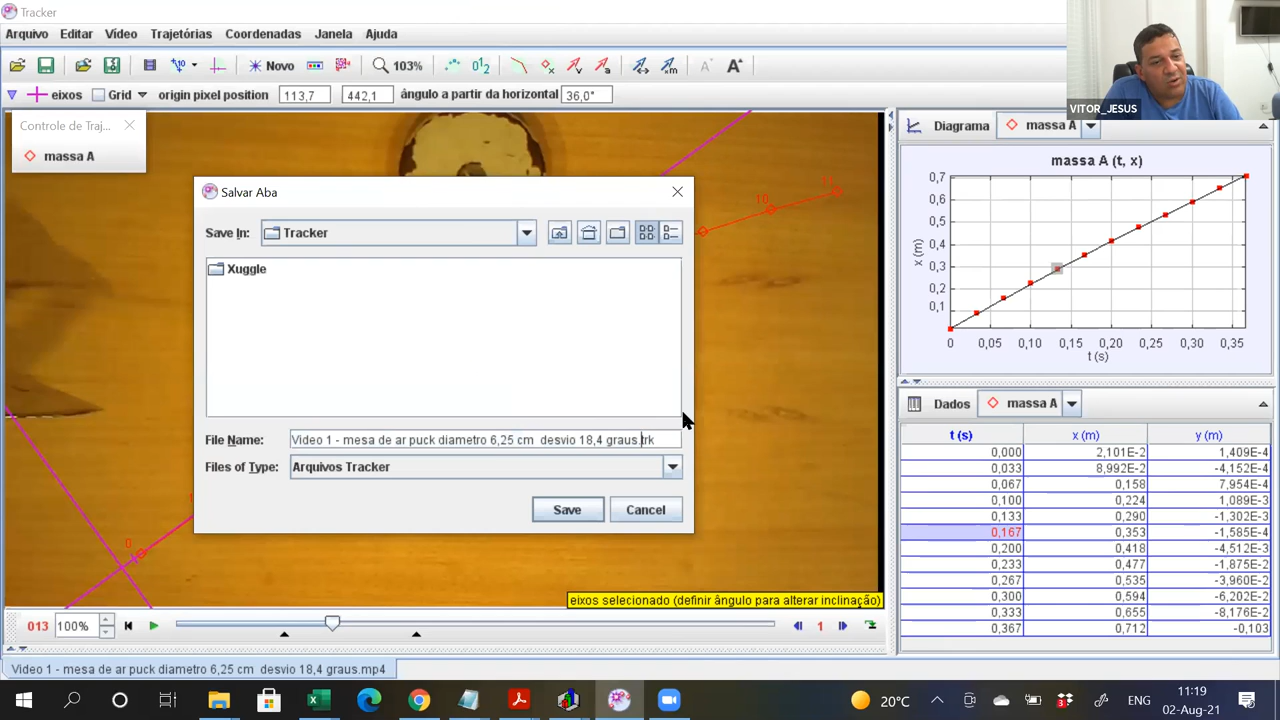 Tracker
Arquivo Editar Vídeo Trajetórias Coordenadas Janela Ajuda
Novo 103%
eixos Grid origin pixel position 113,7 442,1 ângulo a partir da horizontal 36,0°
VITOR_JESUS
Controle de Traj...
massa A
Diagrama massa A
massa A (t, x)
0,7
0,6
0,5
0,4
0,3
0,2
0,1
x (m)
0 0,05 0,10 0,15 0,20 0,25 0,30 0,35
t (s)
10
11
0
Salvar Aba
Save In: Tracker
Xuggle
File Name: Video 1 - mesa de ar puck diametro 6,25 cm desvio 18,4 graus.trk
Files of Type: Arquivos Tracker
Save Cancel
Dados massa A
t (s) x (m) y (m)
0,000 2,101E-2 1,409E-4
0,033 8,992E-2 -4,152E-4
0,067 0,158 7,954E-4
0,100 0,224 1,089E-3
0,133 0,290 -1,302E-3
0,167 0,353 -1,585E-4
0,200 0,418 -4,512E-3
0,233 0,477 -1,875E-2
0,267 0,535 -3,960E-2
0,300 0,594 -6,202E-2
0,333 0,655 -8,176E-2
0,367 0,712 -0,103
eixos selecionado (definir ângulo para alterar inclinação)
013 100% 1
Video 1 - mesa de ar puck diametro 6,25 cm desvio 18,4 graus.mp4
20°C ENG 11:19
02-Aug-21